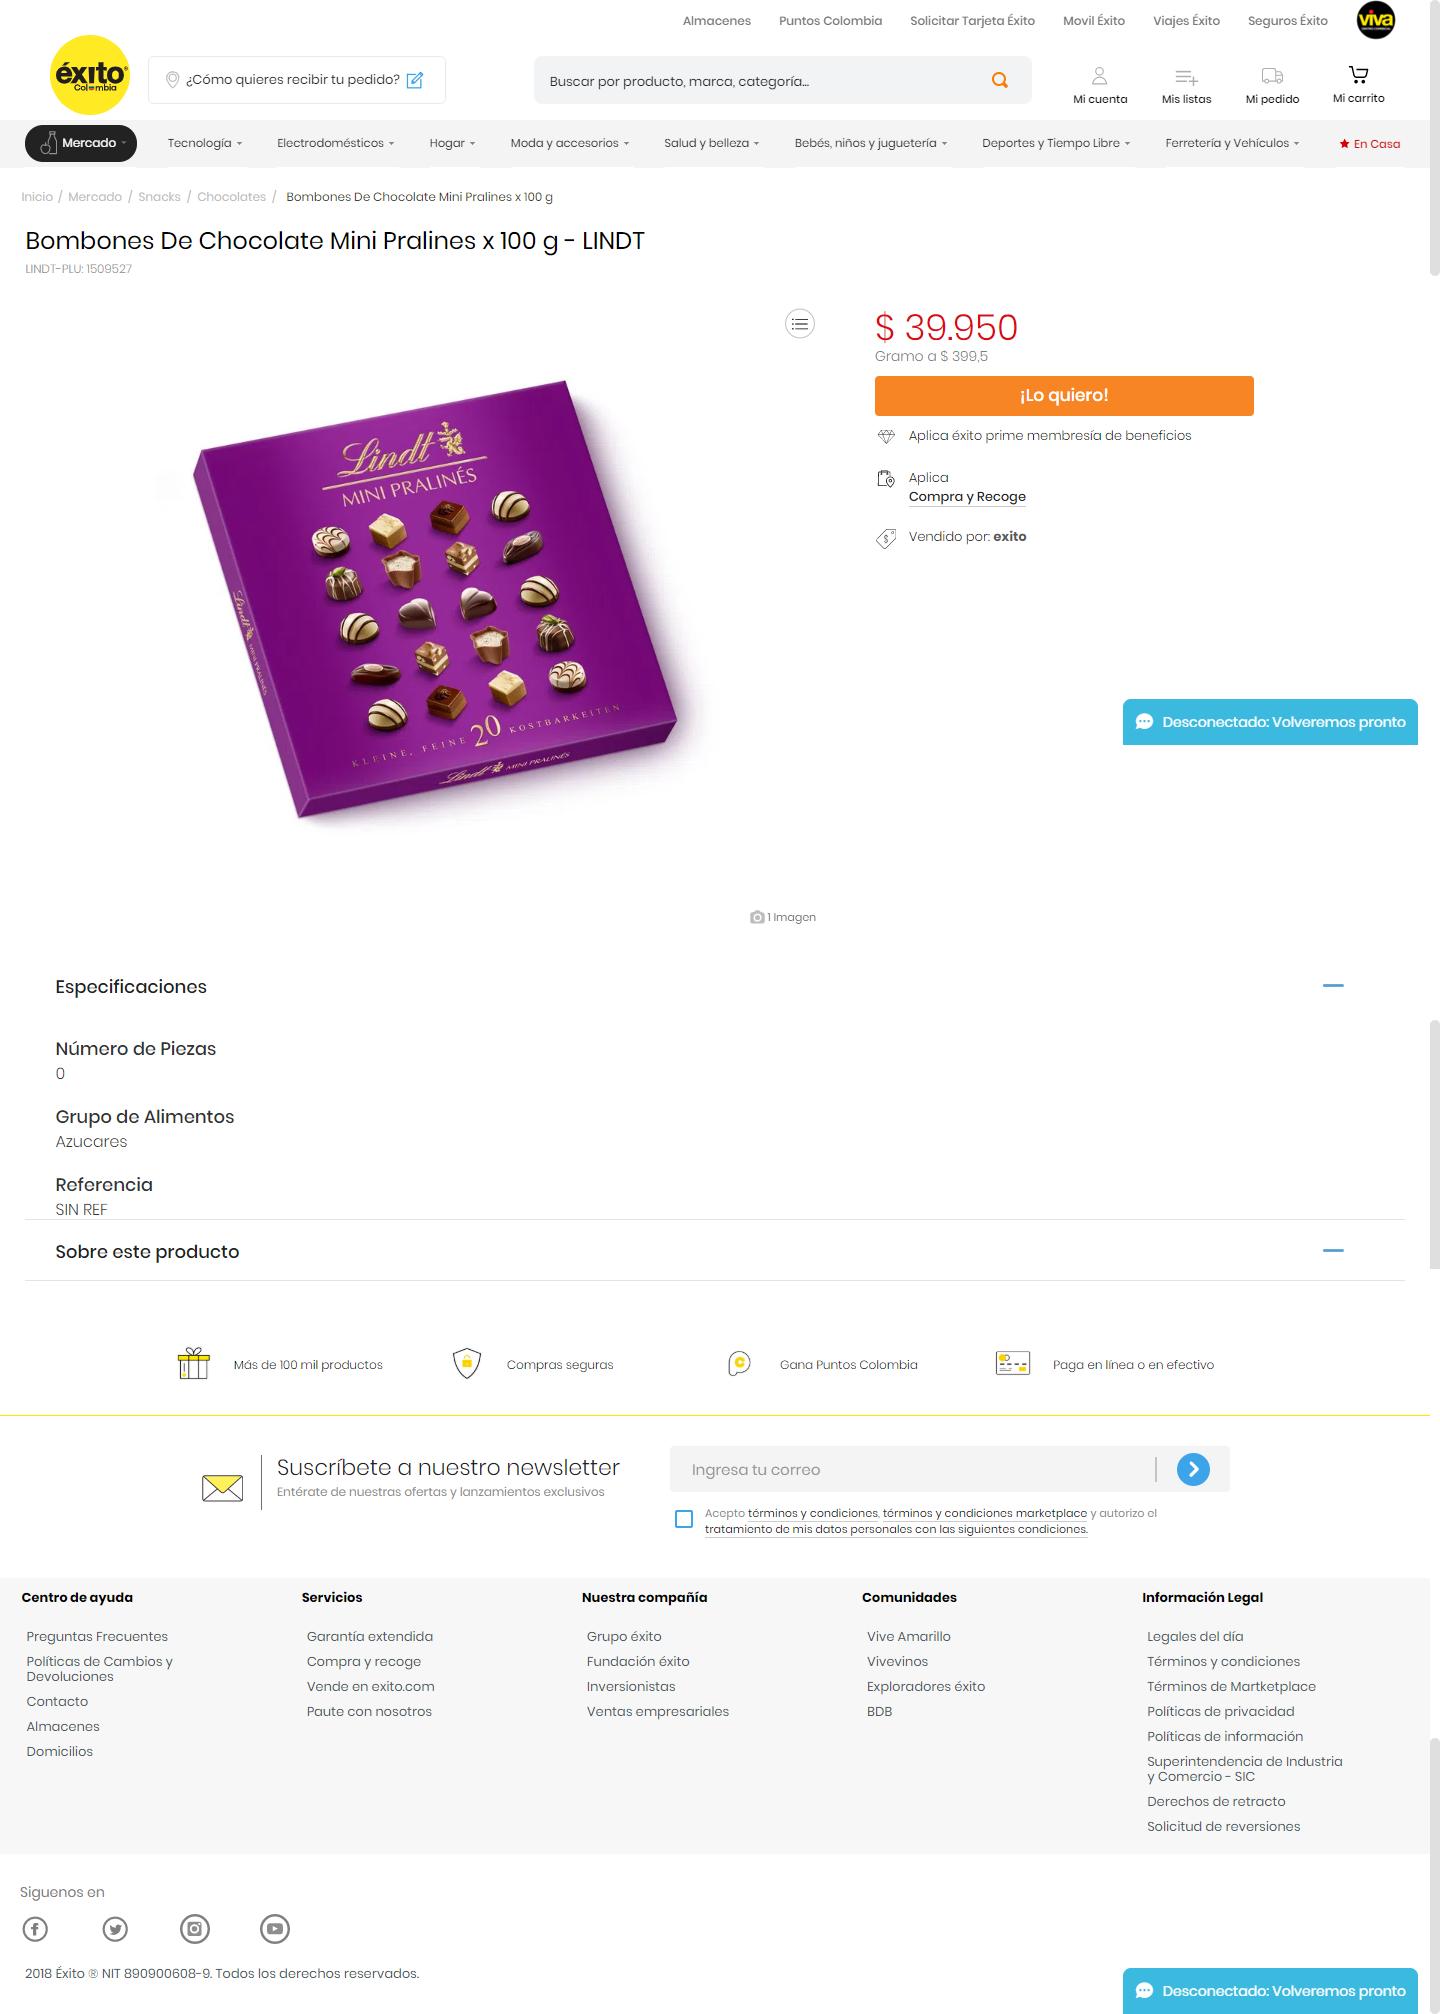 Almacenes Puntos Colombia Solicitar Tarjeta Éxito Movil Éxito Viajes Éxito Seguros Éxito viva
éxito
Colombia
¿Cómo quieres recibir tu pedido?
Buscar por producto, marca, categoría...
Mi cuenta Mis listas Mi pedido Mi carrito
Mercado Tecnología Electrodomésticos Hogar Moda y accesorios Salud y belleza Bebés, niños y juguetería Deportes y Tiempo Libre Ferretería y Vehículos En Casa
Inicio / Mercado / Snacks / Chocolates / Bombones De Chocolate Mini Pralines x 100 g
Bombones De Chocolate Mini Pralines x 100 g - LINDT
LINDT-PLU: 1509527
Lindt
MINI PRALINÉS
Lindt MINI PRALINÉS
KLEINE, FEINE 20 KOSTBARKEITEN
Lindt MINI PRALINÉS
$ 39.950
Gramo a $ 399,5
¡Lo quiero!
Aplica éxito prime membresía de beneficios
Aplica
Compra y Recoge
Vendido por: exito
Desconectado: Volveremos pronto
1 Imagen
Especificaciones
Número de Piezas
0
Grupo de Alimentos
Azucares
Referencia
SIN REF
Sobre este producto
Más de 100 mil productos
Compras seguras
Gana Puntos Colombia
Paga en línea o en efectivo
Suscríbete a nuestro newsletter
Entérate de nuestras ofertas y lanzamientos exclusivos
Ingresa tu correo
Acepto términos y condiciones, términos y condiciones marketplace y autorizo el
tratamiento de mis datos personales con las siguientes condiciones.
Centro de ayuda
Preguntas Frecuentes
Políticas de Cambios y
Devoluciones
Contacto
Almacenes
Domicilios
Servicios
Garantía extendida
Compra y recoge
Vende en exito.com
Paute con nosotros
Nuestra compañía
Grupo éxito
Fundación éxito
Inversionistas
Ventas empresariales
Comunidades
Vive Amarillo
Vivevinos
Exploradores éxito
BDB
Información Legal
Legales del día
Términos y condiciones
Términos de Martketplace
Políticas de privacidad
Políticas de información
Superintendencia de Industria
y Comercio - SIC
Derechos de retracto
Solicitud de reversiones
Siguenos en
2018 Éxito ® NIT 890900608-9. Todos los derechos reservados.
Desconectado: Volveremos pronto